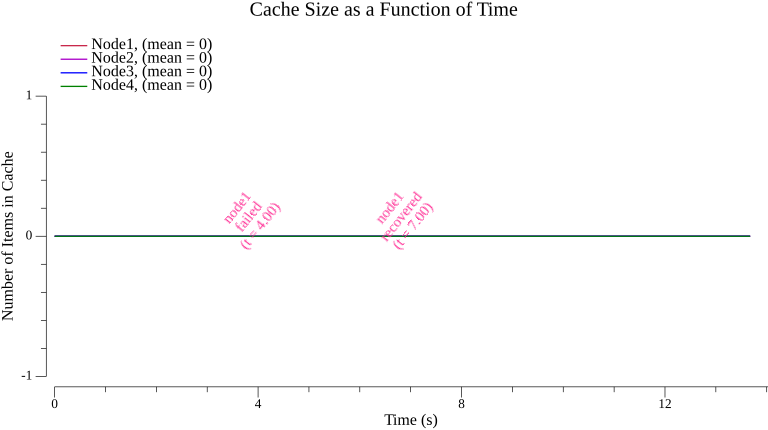 Cache Size as a Function of Time
Node1, (mean = 0)
Node2, (mean = 0)
Node3, (mean = 0)
Node4, (mean = 0)
1
0
-1
Number of Items in Cache
node1
failed
(t = 4.00)
node1
recovered
(t = 7.00)
0
4
8
12
Time (s)